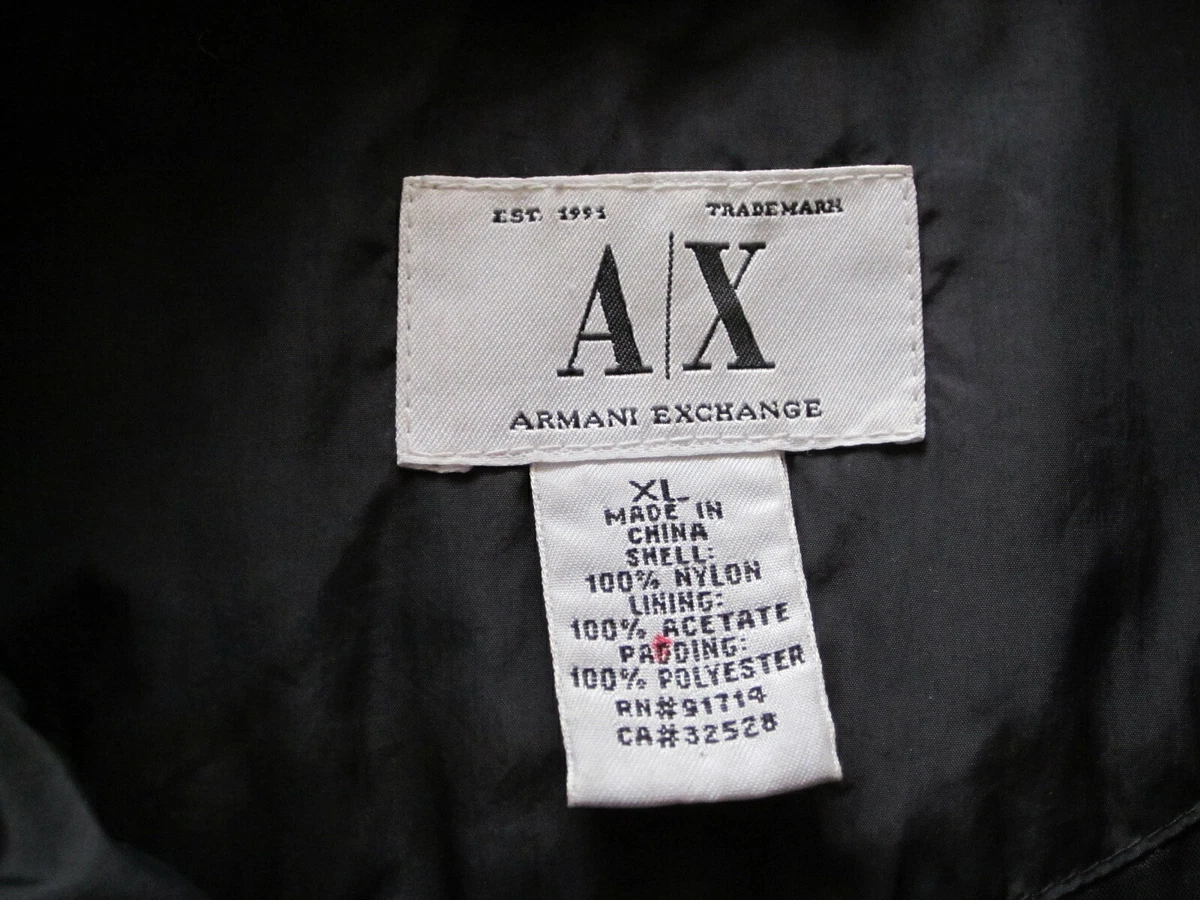 EST. 1991 TRADEMARK
A|X
ARMANI EXCHANGE
XL
MADE IN
CHINA
SHELL:
100% NYLON
LINING:
100% ACETATE
PADDING:
100% POLYESTER
RN#91714
CA#32528